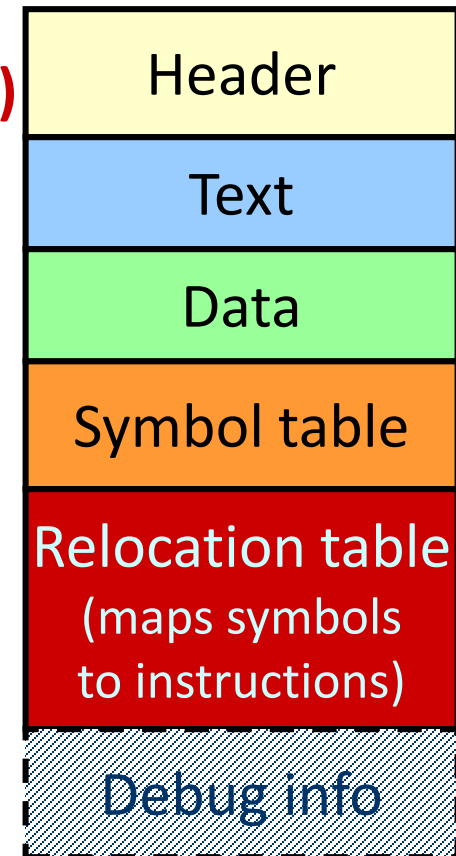 )
Header
Text
Data
Symbol table
Relocation table
(maps symbols
to instructions)
Debug info